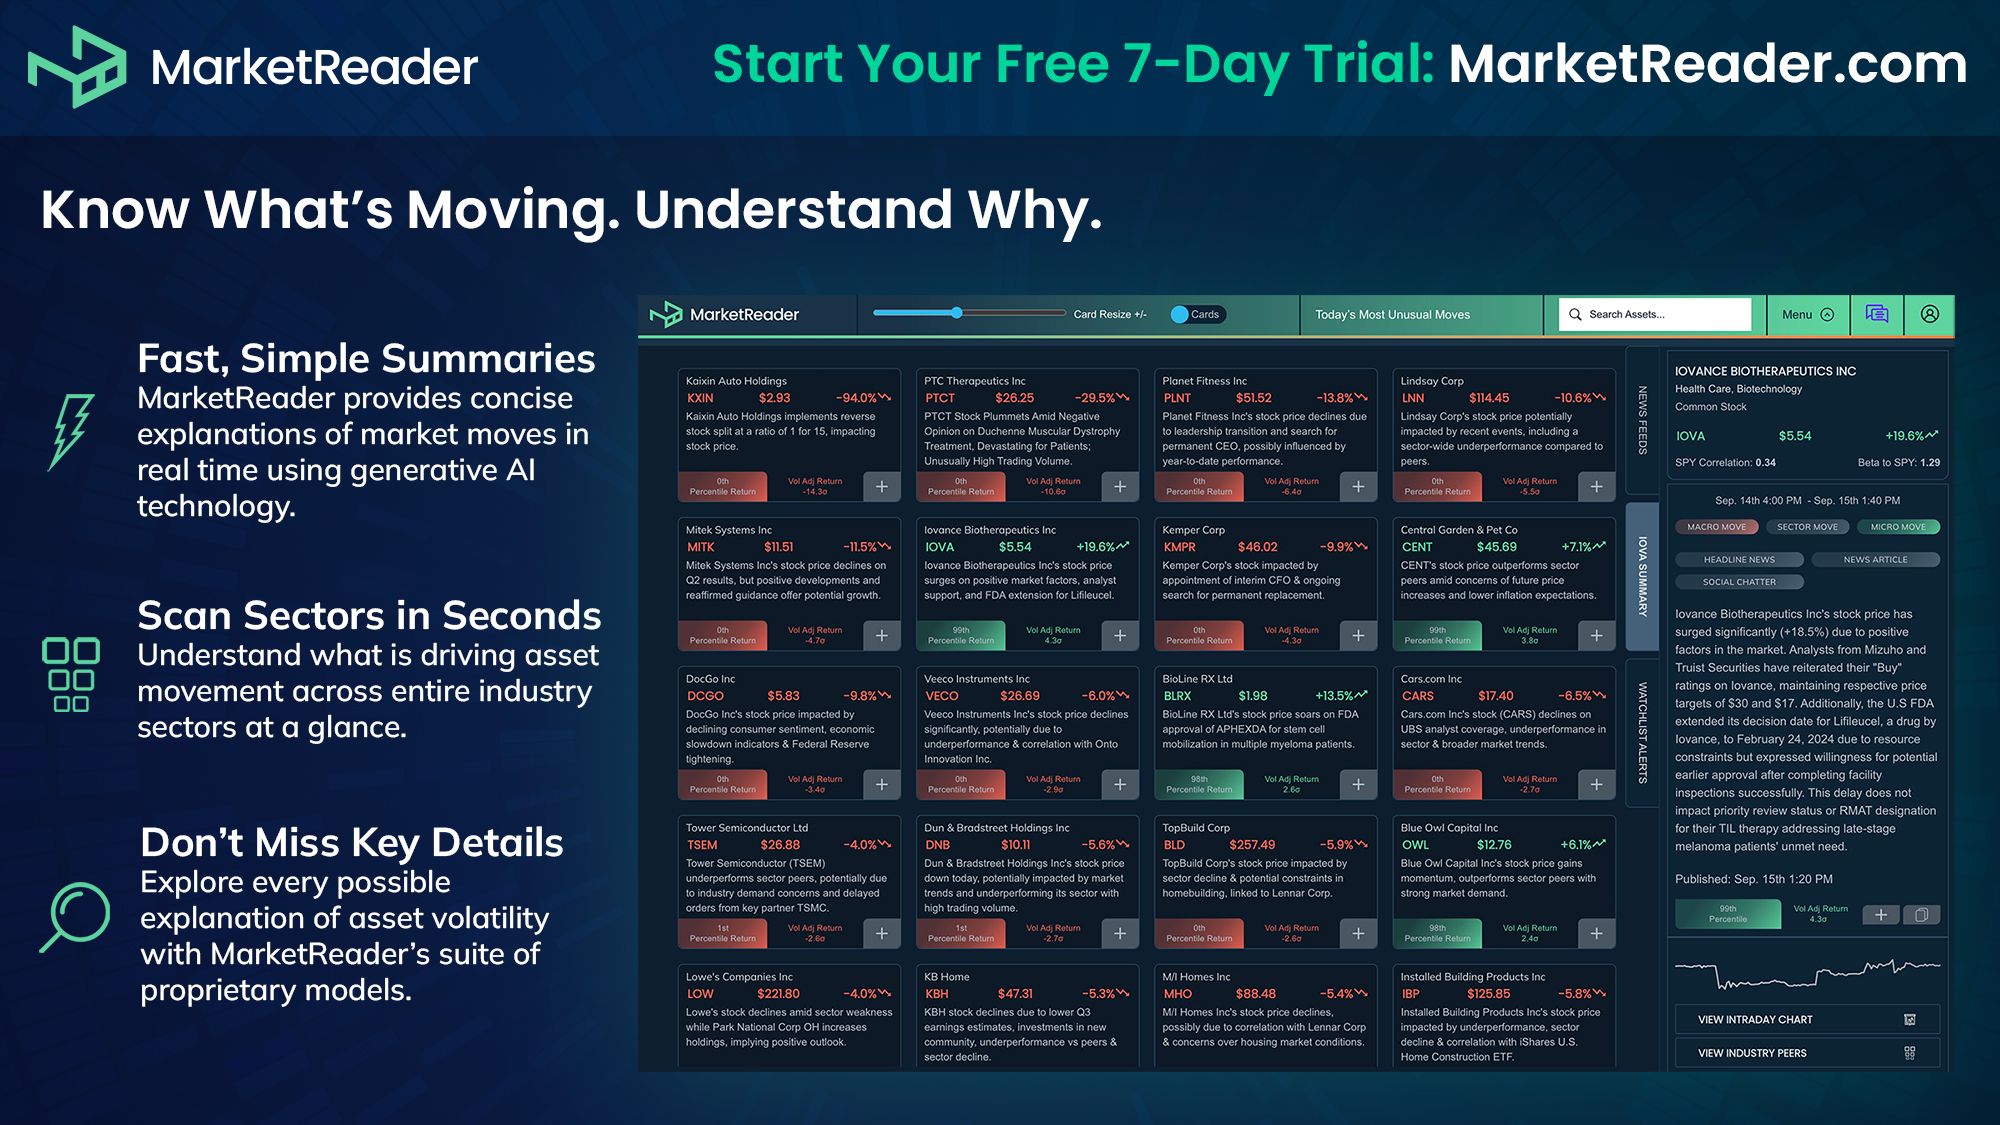 MarketReader
Start Your Free 7-Day Trial: MarketReader.com
Know What's Moving. Understand Why.
Fast, Simple Summaries
MarketReader provides concise
explanations of market moves in
real time using generative AI
technology.
Scan Sectors in Seconds
Understand what is driving asset
movement across entire industry
sectors at a glance.
Don't Miss Key Details
Explore every possible
explanation of asset volatility
with MarketReader's suite of
proprietary models.
MarketReader
Card Resize +/-
Cards
Today's Most Unusual Moves
Search Assets...
Menu
Kaixin Auto Holdings
KXIN $2.93 -94.0%
Kaixin Auto Holdings implements reverse
stock split at a ratio of 1 for 15, impacting
stock price.
0th
Percentile Return
Vol Adj Return
-14.3σ
+
PTC Therapeutics Inc
PTCT $26.25 -29.5%
PTCT Stock Plummets Amid Negative
Opinion on Duchenne Muscular Dystrophy
Treatment, Devastating for Patients;
Unusually High Trading Volume.
0th
Percentile Return
Vol Adj Return
-10.6σ
+
Planet Fitness Inc
PLNT $51.52 -13.8%
Planet Fitness Inc's stock price declines due
to leadership transition and search for
permanent CEO, possibly influenced by
year-to-date performance.
0th
Percentile Return
Vol Adj Return
-6.4σ
+
Lindsay Corp
LNN $114.45 -10.6%
Lindsay Corp's stock price potentially
impacted by recent events, including a
sector-wide underperformance compared to
peers.
0th
Percentile Return
Vol Adj Return
-5.5σ
+
Mitek Systems Inc
MITK $11.51 -11.5%
Mitek Systems Inc's stock price declines on
Q2 results, but positive developments and
reaffirmed guidance offer potential growth.
0th
Percentile Return
Vol Adj Return
-4.7σ
+
Iovance Biotherapeutics Inc
IOVA $5.54 +19.6%
Iovance Biotherapeutics Inc's stock price
surges on positive market factors, analyst
support, and FDA extension for Lifileucel.
99th
Percentile Return
Vol Adj Return
4.3σ
+
Kemper Corp
KMPR $46.02 -9.9%
Kemper Corp's stock impacted by
appointment of interim CFO & ongoing
search for permanent replacement.
0th
Percentile Return
Vol Adj Return
-4.3σ
+
Central Garden & Pet Co
CENT $45.69 +7.1%
CENT's stock price outperforms sector
peers amid concerns of future price
increases and lower inflation expectations.
99th
Percentile Return
Vol Adj Return
3.8σ
+
DocGo Inc
DCGO $5.83 -9.8%
DocGo Inc's stock price impacted by
declining consumer sentiment, economic
slowdown indicators & Federal Reserve
tightening.
0th
Percentile Return
Vol Adj Return
-3.4σ
+
Veeco Instruments Inc
VECO $26.69 -6.0%
Veeco Instruments Inc's stock price declines
significantly, potentially due to
underperformance & correlation with Onto
Innovation Inc.
0th
Percentile Return
Vol Adj Return
-2.9σ
+
BioLine RX Ltd
BLRX $1.98 +13.5%
BioLine RX Ltd's stock price soars on FDA
approval of APHEXDA for stem cell
mobilization in multiple myeloma patients.
98th
Percentile Return
Vol Adj Return
2.6σ
+
Cars.com Inc
CARS $17.40 -6.5%
Cars.com Inc's stock (CARS) declines on
UBS analyst coverage, underperformance in
sector & broader market trends.
0th
Percentile Return
Vol Adj Return
-2.7σ
+
Tower Semiconductor Ltd
TSEM $26.88 -4.0%
Tower Semiconductor (TSEM)
underperforms sector peers, potentially due
to industry demand concerns and delayed
orders from key partner TSMC.
1st
Percentile Return
Vol Adj Return
-2.6σ
+
Dun & Bradstreet Holdings Inc
DNB $10.11 -5.6%
Dun & Bradstreet Holdings Inc's stock price
down today, potentially impacted by market
trends and underperforming its sector with
high trading volume.
1st
Percentile Return
Vol Adj Return
-2.7σ
+
TopBuild Corp
BLD $257.49 -5.9%
TopBuild Corp's stock price impacted by
sector decline & potential constraints in
homebuilding, linked to Lennar Corp.
0th
Percentile Return
Vol Adj Return
-2.6σ
+
Blue Owl Capital Inc
OWL $12.76 +6.1%
Blue Owl Capital Inc's stock price gains
momentum, outperforms sector peers with
strong market demand.
98th
Percentile Return
Vol Adj Return
2.4σ
+
Lowe's Companies Inc
LOW $221.80 -4.0%
Lowe's stock declines amid sector weakness
while Park National Corp OH increases
holdings, implying positive outlook.
KB Home
KBH $47.31 -5.3%
KBH stock declines due to lower Q3
earnings estimates, investments in new
community, underperformance vs peers &
sector decline.
M/I Homes Inc
MHO $88.48 -5.4%
M/I Homes Inc's stock price declines,
possibly due to correlation with Lennar Corp
& concerns over housing market conditions.
Installed Building Products Inc
IBP $125.85 -5.8%
Installed Building Products Inc's stock price
impacted by underperformance, sector
decline & correlation with iShares U.S.
Home Construction ETF.
NEWS FEEDS
IOVA SUMMARY
WATCHLIST ALERTS
IOVANCE BIOTHERAPEUTICS INC
Health Care, Biotechnology
Common Stock
IOVA $5.54 +19.6%
SPY Correlation: 0.34 Beta to SPY: 1.29
Sep. 14th 4:00 PM - Sep. 15th 1:40 PM
MACRO MOVE SECTOR MOVE MICRO MOVE
HEADLINE NEWS NEWS ARTICLE
SOCIAL CHATTER
Iovance Biotherapeutics Inc's stock price has
surged significantly (+18.5%) due to positive
factors in the market. Analysts from Mizuho and
Truist Securities have reiterated their "Buy"
ratings on Iovance, maintaining respective price
targets of $30 and $17. Additionally, the U.S FDA
extended its decision date for Lifileucel, a drug by
Iovance, to February 24, 2024 due to resource
constraints but expressed willingness for potential
earlier approval after completing facility
inspections successfully. This delay does not
impact priority review status or RMAT designation
for their TIL therapy addressing late-stage
melanoma patients' unmet need.
Published: Sep. 15th 1:20 PM
99th
Percentile
Vol Adj Return
4.3σ
+
VIEW INTRADAY CHART
VIEW INDUSTRY PEERS